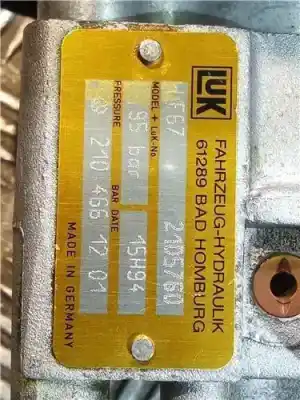 LUK
FAHRZEUG-HYDRAULIK
61289 BAD HOMBURG
MODEL + LuK-No.
2105760
95 bar
15H94
PRESSURE BAR DATE
210 466 12 01
MADE IN GERMANY